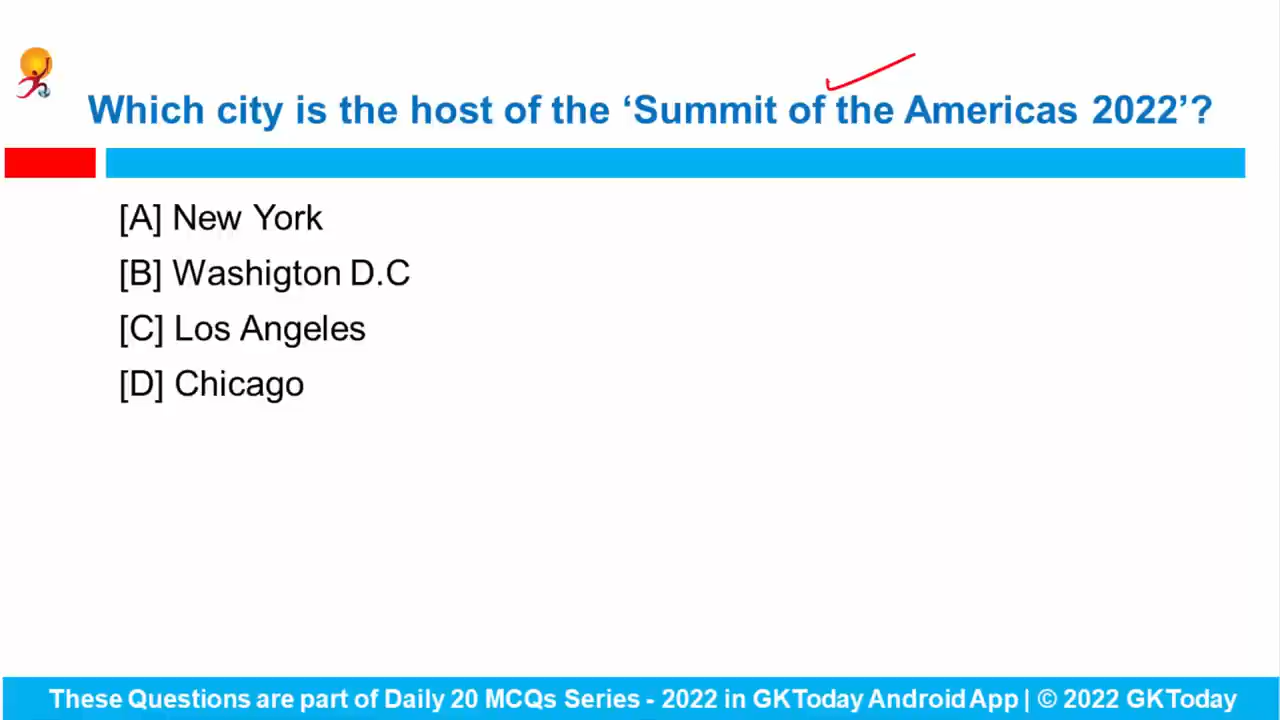 Which city is the host of the ‘Summit of the Americas 2022’?
[A] New York
[B] Washigton D.C
[C] Los Angeles
[D] Chicago
These Questions are part of Daily 20 MCQs Series - 2022 in GKToday Android App | © 2022 GKToday